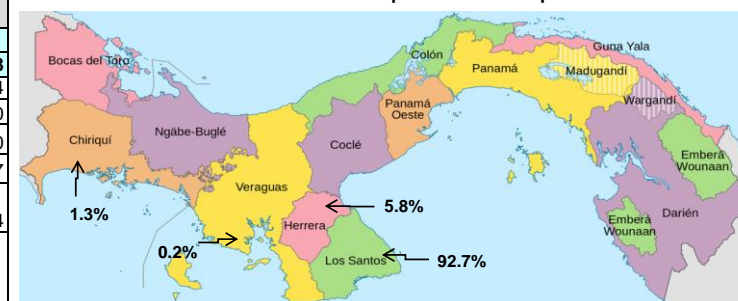 Bocas del Toro
Colón
Guna Yala
Panamá
Madugandí
Wargandí
Panamá
Oeste
Chiriquí
Ngäbe-Buglé
Coclé
Emberá
Wounaan
Veraguas
1.3%
5.8%
Herrera
Emberá
Wounaan
Darién
0.2%
Los Santos
92.7%